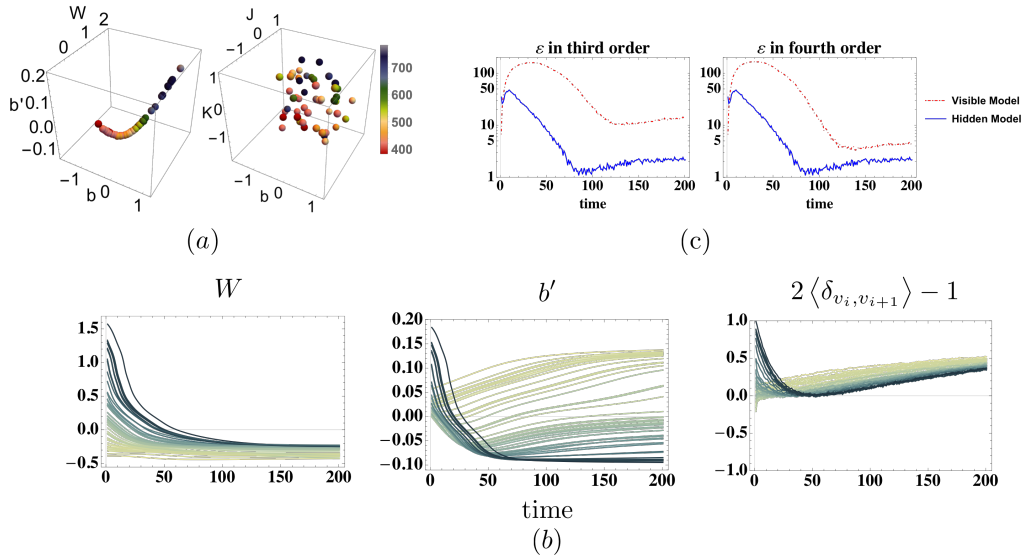 W 2
1
0
0.2
b' 0.1
0.0
−0.1
−1
b 0
1
J 1
0
−1
1
K 0
−1
−1
b 0
1
700
600
500
400
(a)
ε in third order
100
50
10
5
1
0 50 100 150 200
time
ε in fourth order
100
50
10
5
1
0 50 100 150 200
time
Visible Model
Hidden Model
(c)
W
1.5
1.0
0.5
0.0
−0.5
0 50 100 150 200
b′
0.20
0.15
0.10
0.05
0.00
−0.05
−0.10
0 50 100 150 200
2 ⟨δ_{v_i,v_{i+1}}⟩ − 1
1.0
0.5
0.0
−0.5
−1.0
0 50 100 150 200
time
(b)